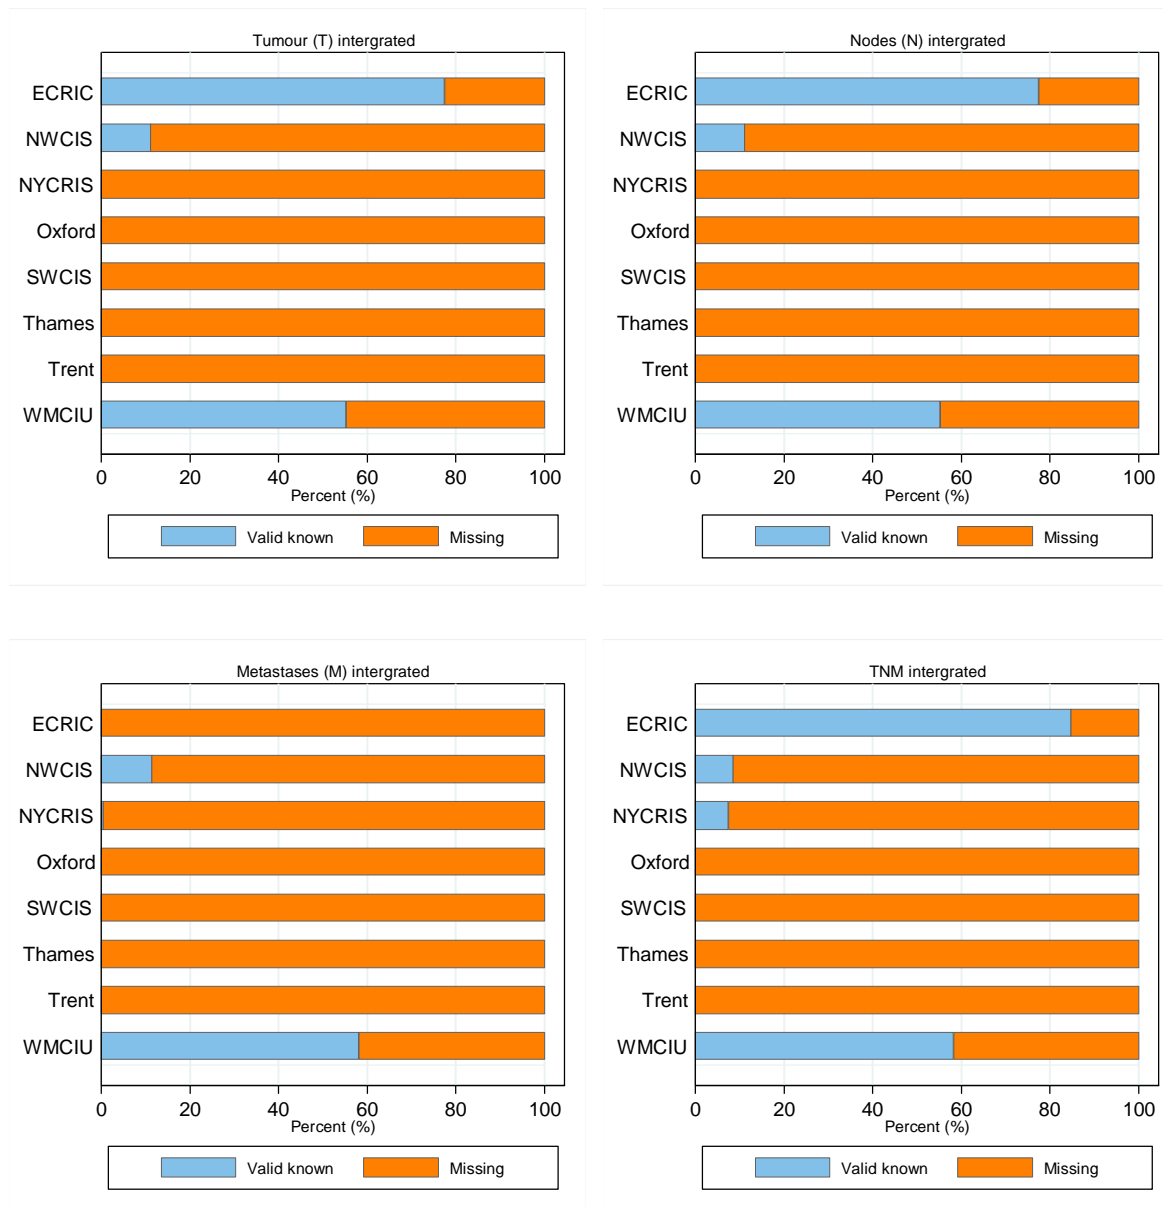 Tumour (T) intergrated
ECRIC
NWCIS
NYCRIS
Oxford
SWCIS
Thames
Trent
WMCIU
0 20 40 60 80 100
Percent (%)
Valid known Missing
Nodes (N) intergrated
ECRIC
NWCIS
NYCRIS
Oxford
SWCIS
Thames
Trent
WMCIU
0 20 40 60 80 100
Percent (%)
Valid known Missing
Metastases (M) intergrated
ECRIC
NWCIS
NYCRIS
Oxford
SWCIS
Thames
Trent
WMCIU
0 20 40 60 80 100
Percent (%)
Valid known Missing
TNM intergrated
ECRIC
NWCIS
NYCRIS
Oxford
SWCIS
Thames
Trent
WMCIU
0 20 40 60 80 100
Percent (%)
Valid known Missing